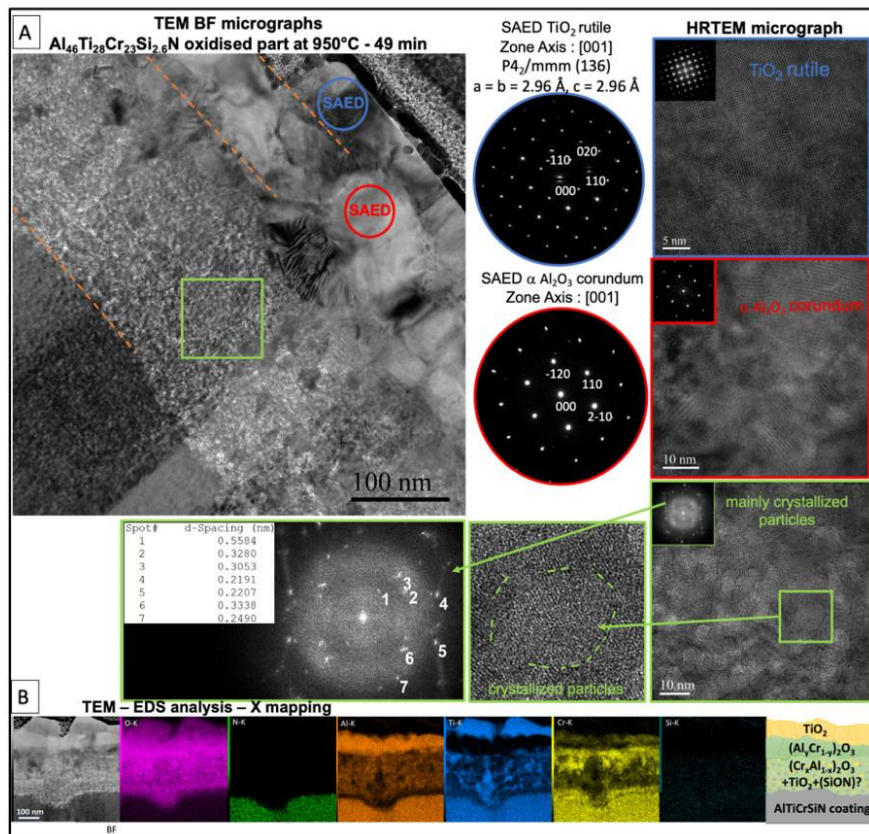 A
TEM BF micrographs
Al46Ti28Cr23Si2.6N oxidised part at 950°C - 49 min
SAED
SAED
100 nm
SAED TiO2 rutile
Zone Axis : [001]
P42/mmm (136)
a = b = 2.96 Å, c = 2.96 Å
-110
020
000
110
SAED α Al2O3 corundum
Zone Axis : [001]
-120
110
000
2-10
HRTEM micrograph
TiO2 rutile
5 nm
α-Al2O3 corundum
10 nm
mainly crystallized
particles
10 nm
Spot# d-Spacing (nm)
1 0.5584
2 0.3280
3 0.3053
4 0.2191
5 0.2207
6 0.3338
7 0.2490
3
1
2
4
5
6
7
crystallized particles
B
TEM – EDS analysis – X mapping
O-K
N-K
Al-K
Ti-K
Cr-K
Si-K
100 nm
BF
TiO2
(AlyCr1-y)2O3
(CrxAl1-x)2O3
+TiO2+(SiON)?
AlTiCrSiN coating